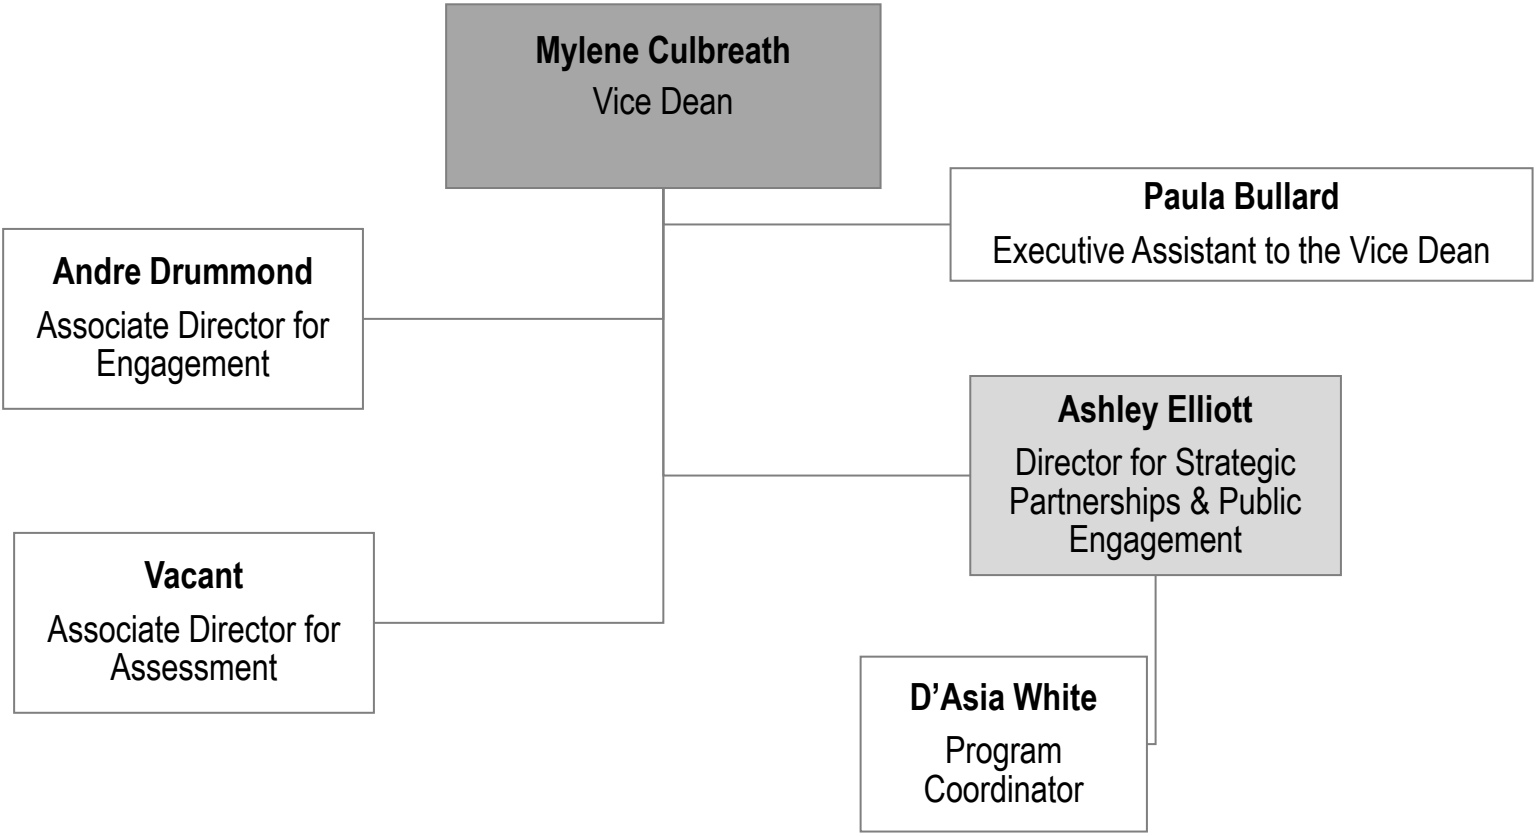 Mylene Culbreath
Vice Dean
Paula Bullard
Executive Assistant to the Vice Dean
Andre Drummond
Associate Director for
Engagement
Ashley Elliott
Director for Strategic
Partnerships & Public
Engagement
Vacant
Associate Director for
Assessment
D’Asia White
Program
Coordinator